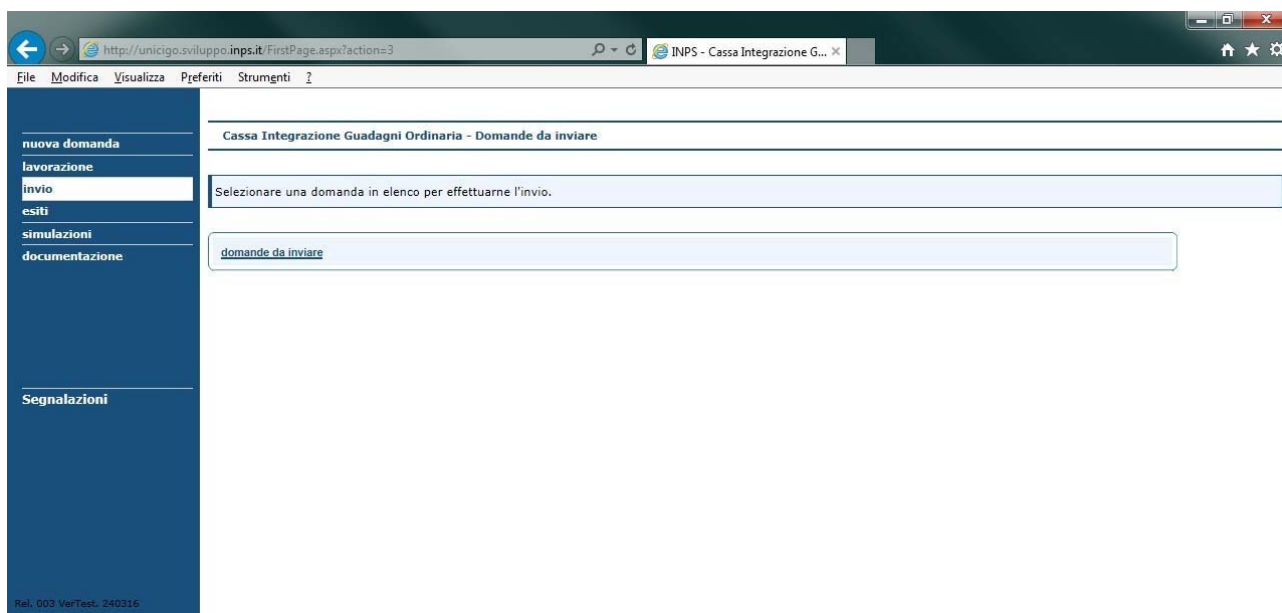 http://unicigo.sviluppo.inps.it/FirstPage.aspx?action=3
INPS - Cassa Integrazione G...
File Modifica Visualizza Preferiti Strumenti ?
nuova domanda
lavorazione
invio
esiti
simulazioni
documentazione
Segnalazioni
Rel. 003 VerTest. 240316
Cassa Integrazione Guadagni Ordinaria - Domande da inviare
Selezionare una domanda in elenco per effettuarne l'invio.
domande da inviare